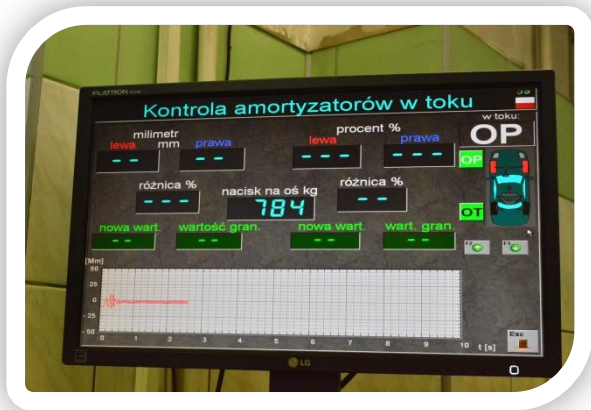 FLATRON
Kontrola amortyzatorów w toku
w toku:
OP
milimetr
mm
procent %
lewa
prawa
lewa
prawa
-- -- --- ---
OP
różnica %
nacisk na oś kg
różnica %
--- 784 --
OT
nowa wart.
wartość gran.
nowa wart.
wart. gran.
-- -- -- --
F2
[Mm]
50
25
0
-25
-50
0 1 2 3 4 5 6 7 8 9 10 t [s]
Esc
LG